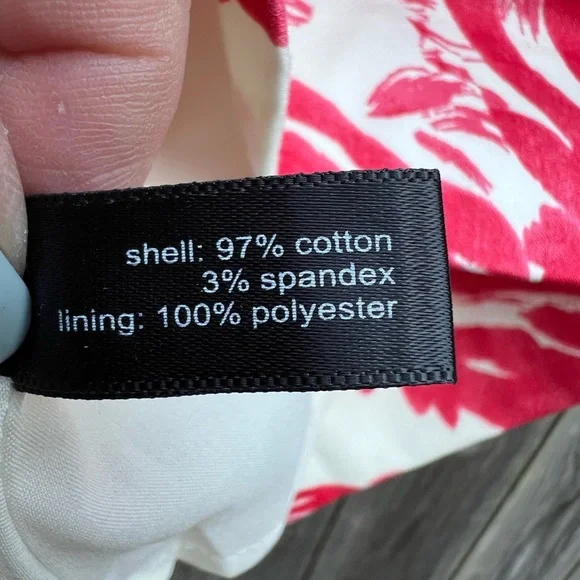 shell: 97% cotton
3% spandex
lining: 100% polyester